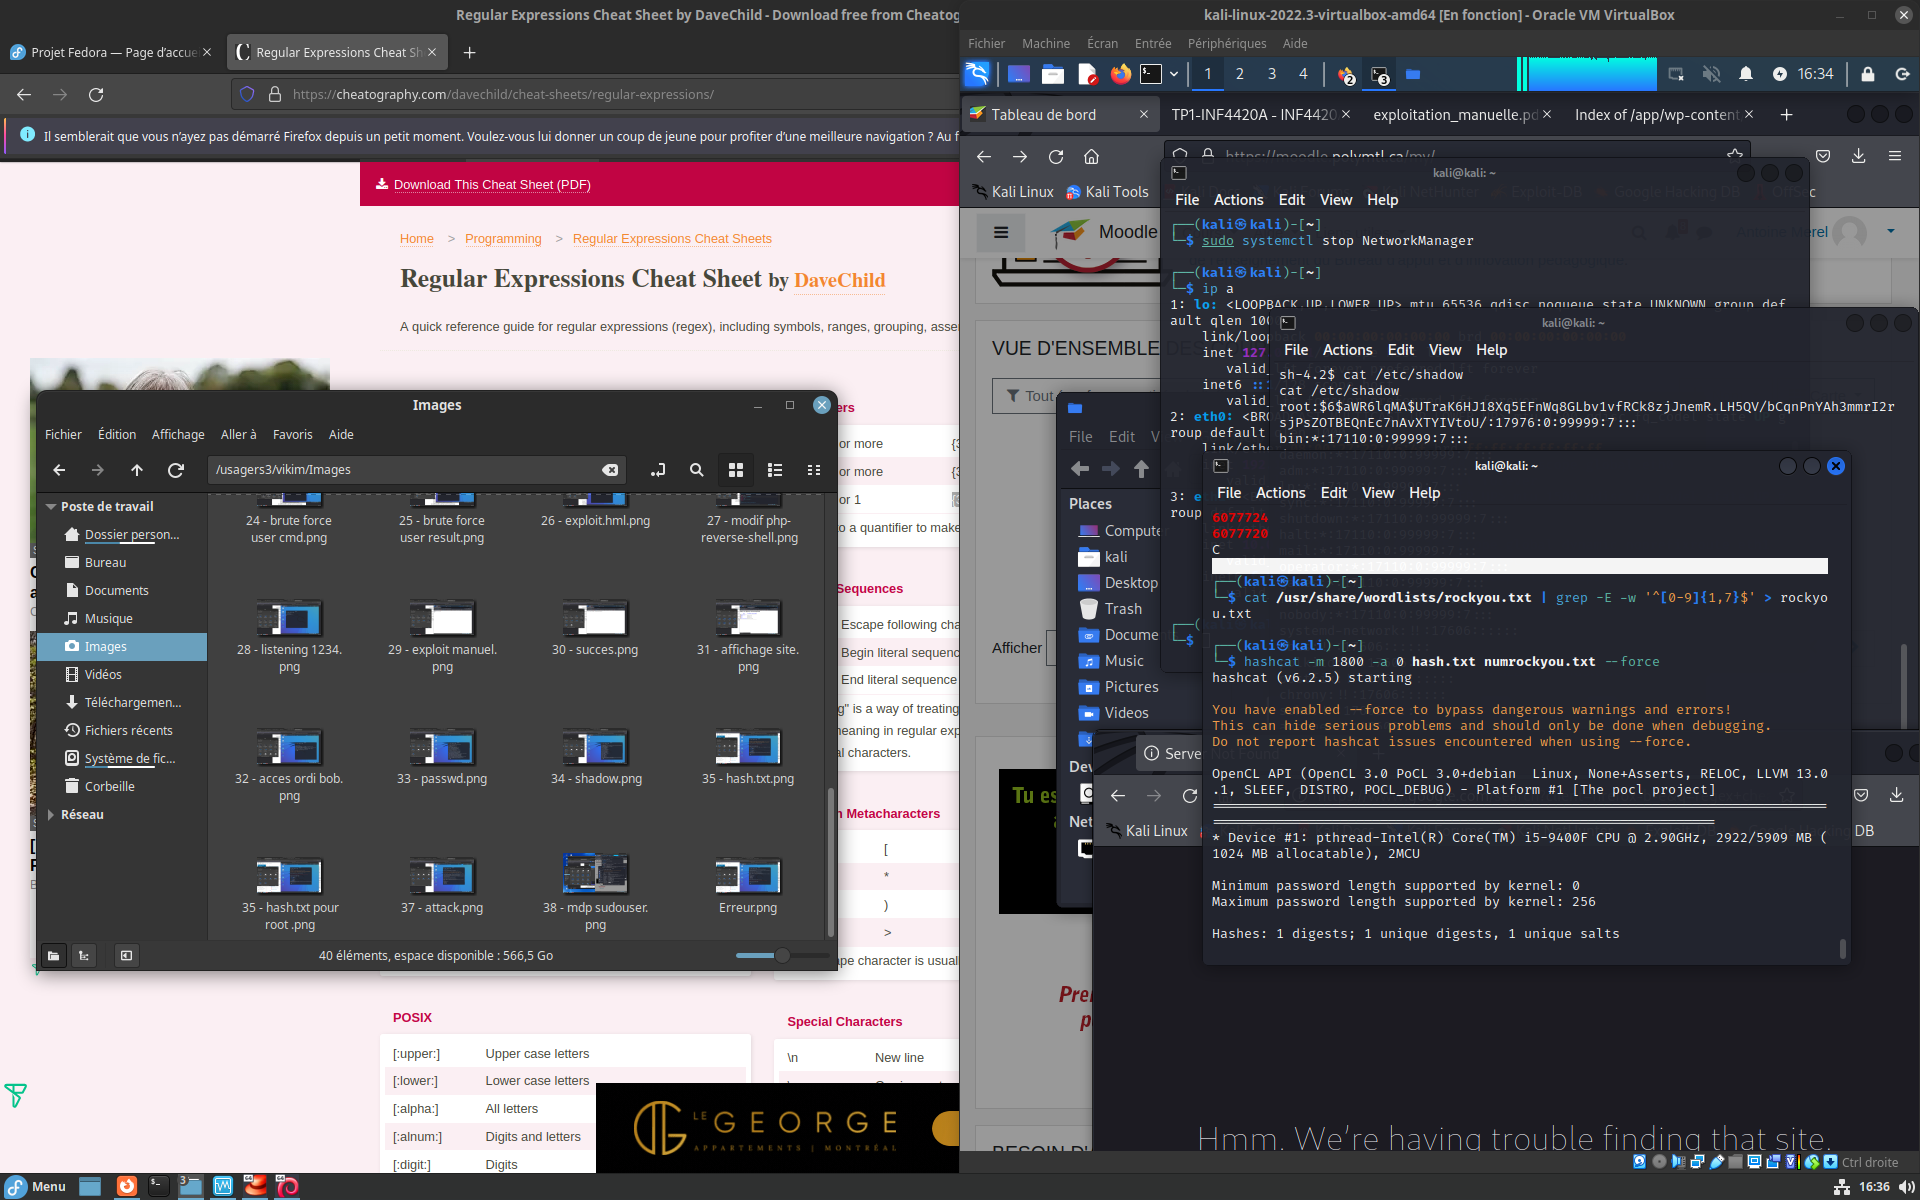 Regular Expressions Cheat Sheet by DaveChild - Download free from Cheatog
Projet Fedora — Page d'accue
Regular Expressions Cheat Sh
https://cheatography.com/davechild/cheat-sheets/regular-expressions/
Il semblerait que vous n'ayez pas démarré Firefox depuis un petit moment. Voulez-vous lui donner un coup de jeune pour profiter d'une meilleure navigation ? Au f
Download This Cheat Sheet (PDF)
Home > Programming > Regular Expressions Cheat Sheets
Regular Expressions Cheat Sheet by DaveChild
A quick reference guide for regular expressions (regex), including symbols, ranges, grouping, asser
Images
Fichier Édition Affichage Aller à Favoris Aide
/usagers3/vikim/Images
Poste de travail
Dossier person...
Bureau
Documents
Musique
Images
Vidéos
Téléchargemen...
Fichiers récents
Système de fic...
Corbeille
Réseau
24 - brute force user cmd.png
25 - brute force user result.png
26 - exploit.hml.png
27 - modif php-reverse-shell.png
28 - listening 1234.png
29 - exploit manuel.png
30 - succes.png
31 - affichage site.png
32 - acces ordi bob.png
33 - passwd.png
34 - shadow.png
35 - hash.txt.png
35 - hash.txt pour root .png
37 - attack.png
38 - mdp sudouser.png
Erreur.png
40 éléments, espace disponible : 566,5 Go
ers
or more {3
or more {3
or 1
o a quantifier to make
Sequences
Escape following cha
Begin literal sequenc
End literal sequence
g" is a way of treating
neaning in regular exp
al characters.
n Metacharacters
[
*
)
>
pe character is usuall
POSIX
[:upper:] Upper case letters
[:lower:] Lower case letters
[:alpha:] All letters
[:alnum:] Digits and letters
[:digit:] Digits
Special Characters
\n New line
LE GEORGE
APPARTEMENTS | MONTRÉAL
kali-linux-2022.3-virtualbox-amd64 [En fonction] - Oracle VM VirtualBox
Fichier Machine Écran Entrée Périphériques Aide
1 2 3 4
2
3
16:34
Tableau de bord
TP1-INF4420A - INF4420
exploitation_manuelle.pd
Index of /app/wp-content
https://moodle.polymtl.ca/my/
Kali Linux Kali Tools
Moodle
VUE D'ENSEMBLE
Tout
Afficher
Tu es
BESOIN D'
kali@kali: ~
File Actions Edit View Help
┌──(kali㉿kali)-[~]
└─$ sudo systemctl stop NetworkManager
┌──(kali㉿kali)-[~]
└─$ ip a
1: lo: <LOOPBACK,UP,LOWER_UP> mtu 65536 qdisc noqueue state UNKNOWN group def
ault qlen 100
link/loop
inet 127
valid_
inet6 ::
valid_
2: eth0: <BRO
roup default
link/ethe
3: e
roup
kali@kali: ~
File Actions Edit View Help
sh-4.2$ cat /etc/shadow
cat /etc/shadow
root:$6$aWR6lqMA$UTraK6HJ18Xq5EFnWq8GLbv1vfRCk8zjJnemR.LH5QV/bCqnPnYAh3mmrI2r
sjPsZOTBEQnEc7nAvXTYIVtoU/:17976:0:99999:7:::
bin:*:17110:0:99999:7:::
File Edit V
Places
Compute
kali
Desktop
Trash
Docume
Music
Pictures
Videos
Dev
Net
kali@kali: ~
File Actions Edit View Help
6077724
6077720
C
┌──(kali㉿kali)-[~]
└─$ cat /usr/share/wordlists/rockyou.txt | grep -E -w '^[0-9]{1,7}$' > rockyo
u.txt
┌──(kali㉿kali)-[~]
└─$ hashcat -m 1800 -a 0 hash.txt numrockyou.txt --force
hashcat (v6.2.5) starting
You have enabled --force to bypass dangerous warnings and errors!
This can hide serious problems and should only be done when debugging.
Do not report hashcat issues encountered when using --force.
OpenCL API (OpenCL 3.0 PoCL 3.0+debian  Linux, None+Asserts, RELOC, LLVM 13.0
.1, SLEEF, DISTRO, POCL_DEBUG) - Platform #1 [The pocl project]
* Device #1: pthread-Intel(R) Core(TM) i5-9400F CPU @ 2.90GHz, 2922/5909 MB (
1024 MB allocatable), 2MCU
Minimum password length supported by kernel: 0
Maximum password length supported by kernel: 256
Hashes: 1 digests; 1 unique digests, 1 unique salts
Serve
Kali Linux
DB
Hmm. We're having trouble finding that site.
Ctrl droite
Menu
3
16:36